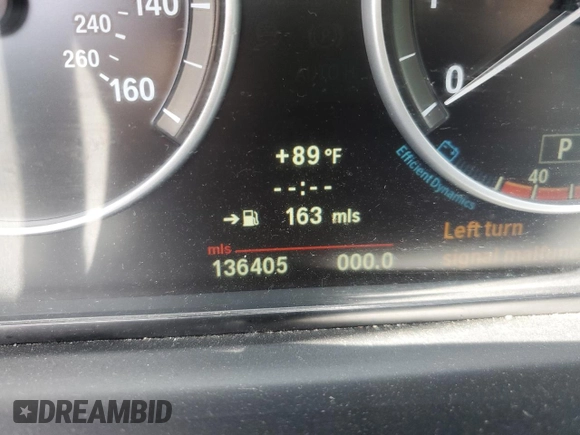 140
240
260
160
+89 °F
--:--
163 mls
mls
136405 000.0
0
P
40
Efficient Dynamics
Left turn
DREAMBID